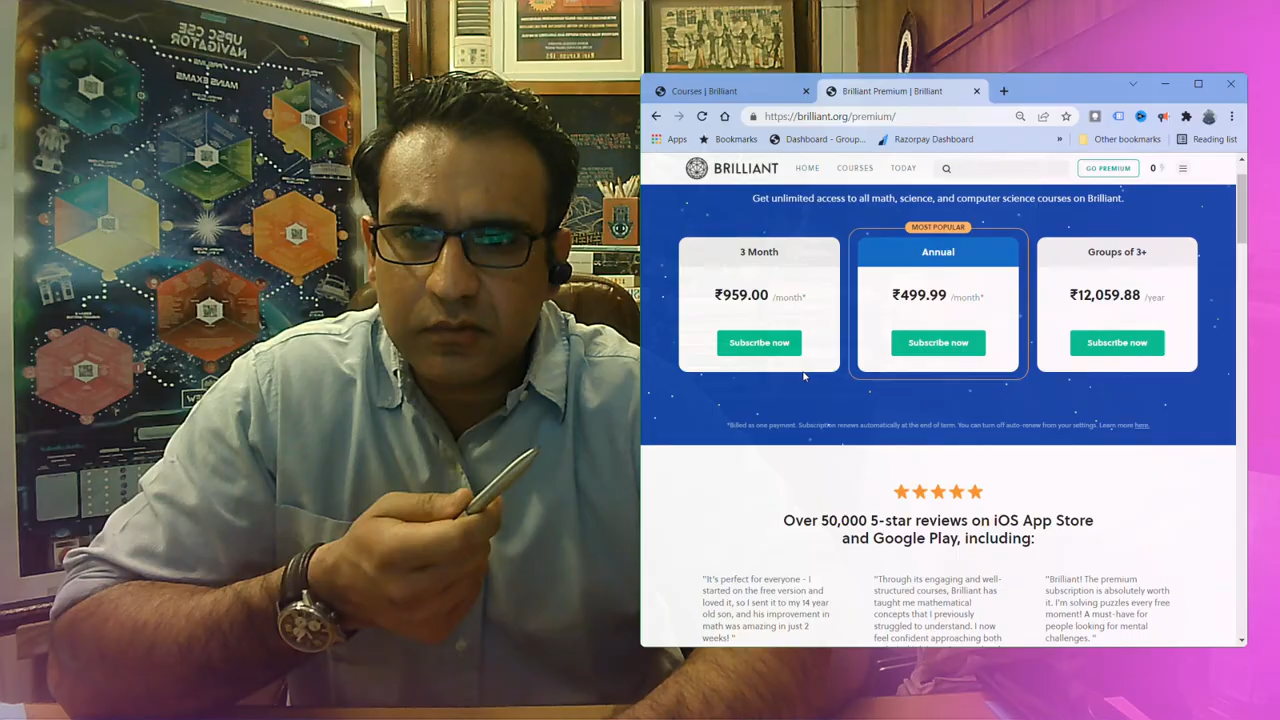 UPSC CSE
NAVIGATOR
MAINS EXAMS
Courses | Brilliant
Brilliant Premium | Brilliant
https://brilliant.org/premium/
Apps
Bookmarks
Dashboard - Group...
Razorpay Dashboard
»
Other bookmarks
Reading list
BRILLIANT
HOME
COURSES
TODAY
GO PREMIUM
0
Get unlimited access to all math, science, and computer science courses on Brilliant.
MOST POPULAR
3 Month
₹959.00 /month*
Subscribe now
Annual
₹499.99 /month*
Subscribe now
Groups of 3+
₹12,059.88 /year
Subscribe now
*Billed as one payment. Subscription renews automatically at the end of term. You can turn off auto-renew from your settings. Learn more here.
Over 50,000 5-star reviews on iOS App Store
and Google Play, including:
"It's perfect for everyone - I
started on the free version and
loved it, so I sent it to my 14 year
old son, and his improvement in
math was amazing in just 2
weeks! "
"Through its engaging and well-
structured courses, Brilliant has
taught me mathematical
concepts that I previously
struggled to understand. I now
feel confident approaching both
"Brilliant! The premium
subscription is absolutely worth
it. I'm solving puzzles every free
moment! A must-have for
people looking for mental
challenges. "